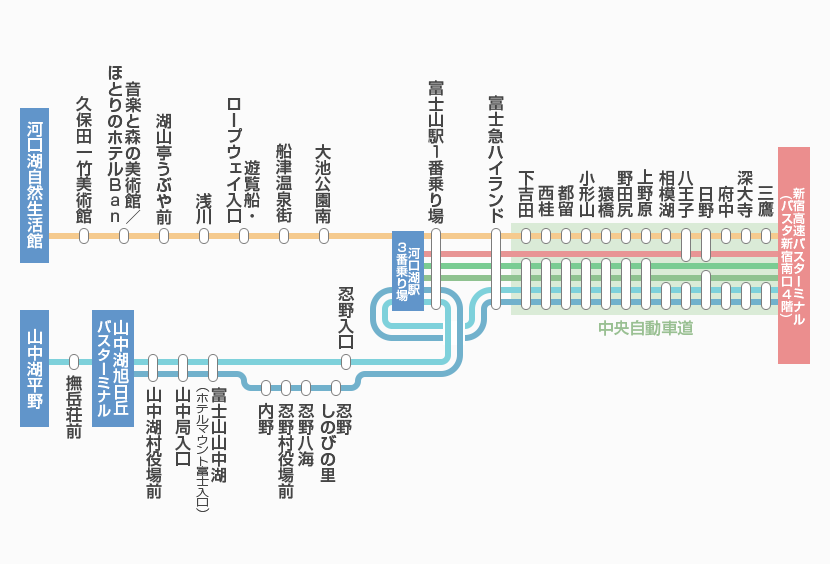 河口湖自然生活館
久保田一竹美術館
音楽と森の美術館／
ほとりのホテルBan
湖山亭うぶや前
浅川
遊覧船・
ロープウェイ入口
船津温泉街
大池公園南
河口湖駅
3番乗り場
富士山駅1番乗り場
富士急ハイランド
下吉田
西桂
都留
小形山
猿橋
野田尻
上野原
相模湖
八王子
日野
府中
深大寺
三鷹
新宿高速バスターミナル
（バスタ新宿南口4階）
中央自動車道
山中湖平野
撫岳荘前
山中湖旭日丘
バスターミナル
山中湖村役場前
山中局入口
富士山山中湖
（ホテルマウント富士入口）
内野
忍野村役場前
忍野八海
忍野
しのびの里
忍野入口